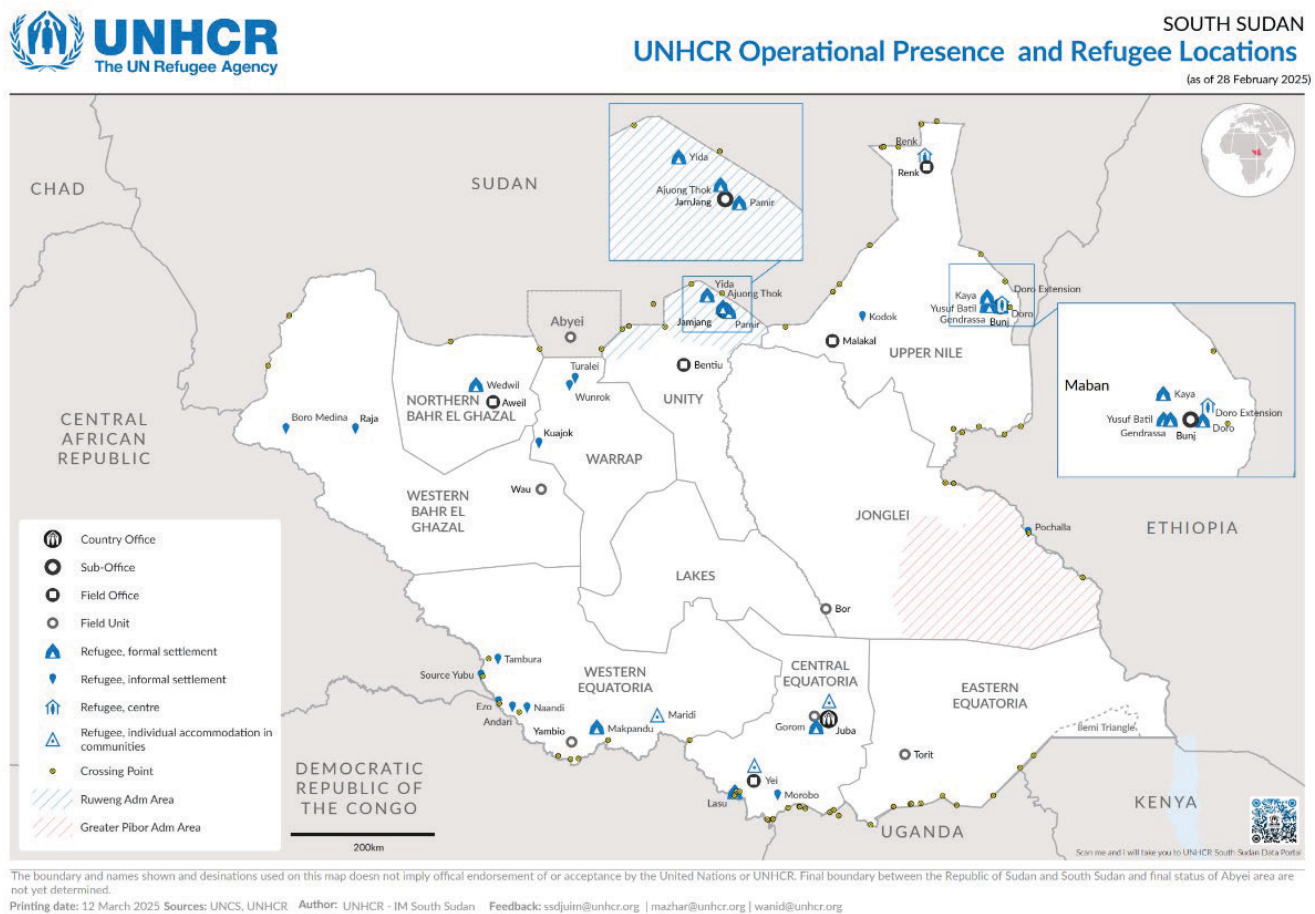 UNHCR
The UN Refugee Agency
SOUTH SUDAN
UNHCR Operational Presence and Refugee Locations
(as of 28 February 2025)
CHAD
SUDAN
Yida
Ajuong Thok
JamJang
Pamir
Renk
Renk
Abyei
Yida
Ajuong Thok
Jamjang
Pamir
Bentiu
UNITY
Kodok
Malakal
UPPER NILE
Kaya
Doro Extension
Yusuf Batil
Gendrassa
Doro
Bunj
Maban
Kaya
Yusuf Batil
Doro Extension
Gendrassa
Bunj
Doro
Turalei
Wunrok
Wedwil
NORTHERN
BAHR EL GHAZAL
Aweil
Boro Medina
Raja
CENTRAL
AFRICAN
REPUBLIC
Kuajok
WARRAP
Wau
WESTERN
BAHR EL
GHAZAL
JONGLEI
Pochalla
ETHIOPIA
LAKES
Bor
Tambura
Source Yubu
WESTERN
EQUATORIA
Ezo
Andari
Naandi
Yambio
Makpandu
Maridi
CENTRAL
EQUATORIA
Gorom
Juba
EASTERN
EQUATORIA
Ilemi Triangle
Torit
Yei
Lasu
Morobo
DEMOCRATIC
REPUBLIC OF
THE CONGO
UGANDA
KENYA
200km
Country Office
Sub-Office
Field Office
Field Unit
Refugee, formal settlement
Refugee, informal settlement
Refugee, centre
Refugee, individual accommodation in
communities
Crossing Point
Ruweng Adm Area
Greater Pibor Adm Area
Scan me and i will take you to UNHCR South Sudan Data Portal
The boundary and names shown and desinations used on this map doesn not imply offical endorsement of or acceptance by the United Nations or UNHCR. Final boundary between the Republic of Sudan and South Sudan and final status of Abyei area are
not yet determined.
Printing date: 12 March 2025 Sources: UNCS, UNHCR Author: UNHCR - IM South Sudan Feedback: ssdjuim@unhcr.org | mazhar@unhcr.org | wanid@unhcr.org